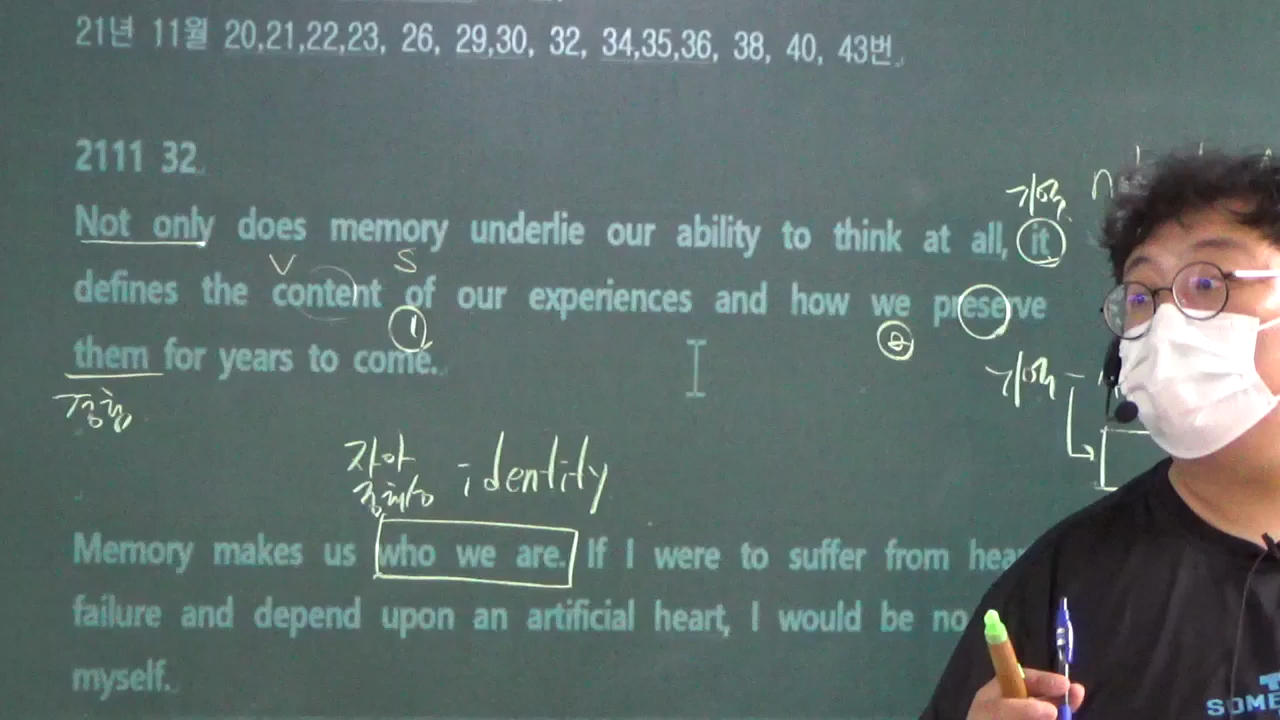 21년 11월 20,21,22,23, 26, 29,30, 32, 34,35,36, 38, 40, 43번
2111 32
기억
Not only does memory underlie our ability to think at all, it
V S
defines the content of our experiences and how we preserve
1 2
them for years to come.
기억 -
경험
자아
정체성 identity
Memory makes us who we are. If I were to suffer from
failure and depend upon an artificial heart, I would be no
myself.
SOME